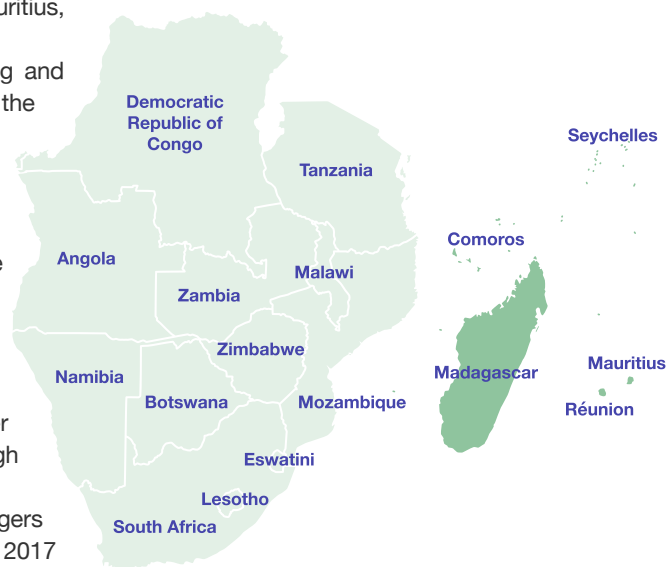 uritius,
g and
the
e
r
gh
gers
2017
Democratic
Republic of
Congo
Tanzania
Seychelles
Comoros
Angola
Malawi
Zambia
Zimbabwe
Mauritius
Madagascar
Namibia
Botswana
Mozambique
Réunion
Eswatini
Lesotho
South Africa